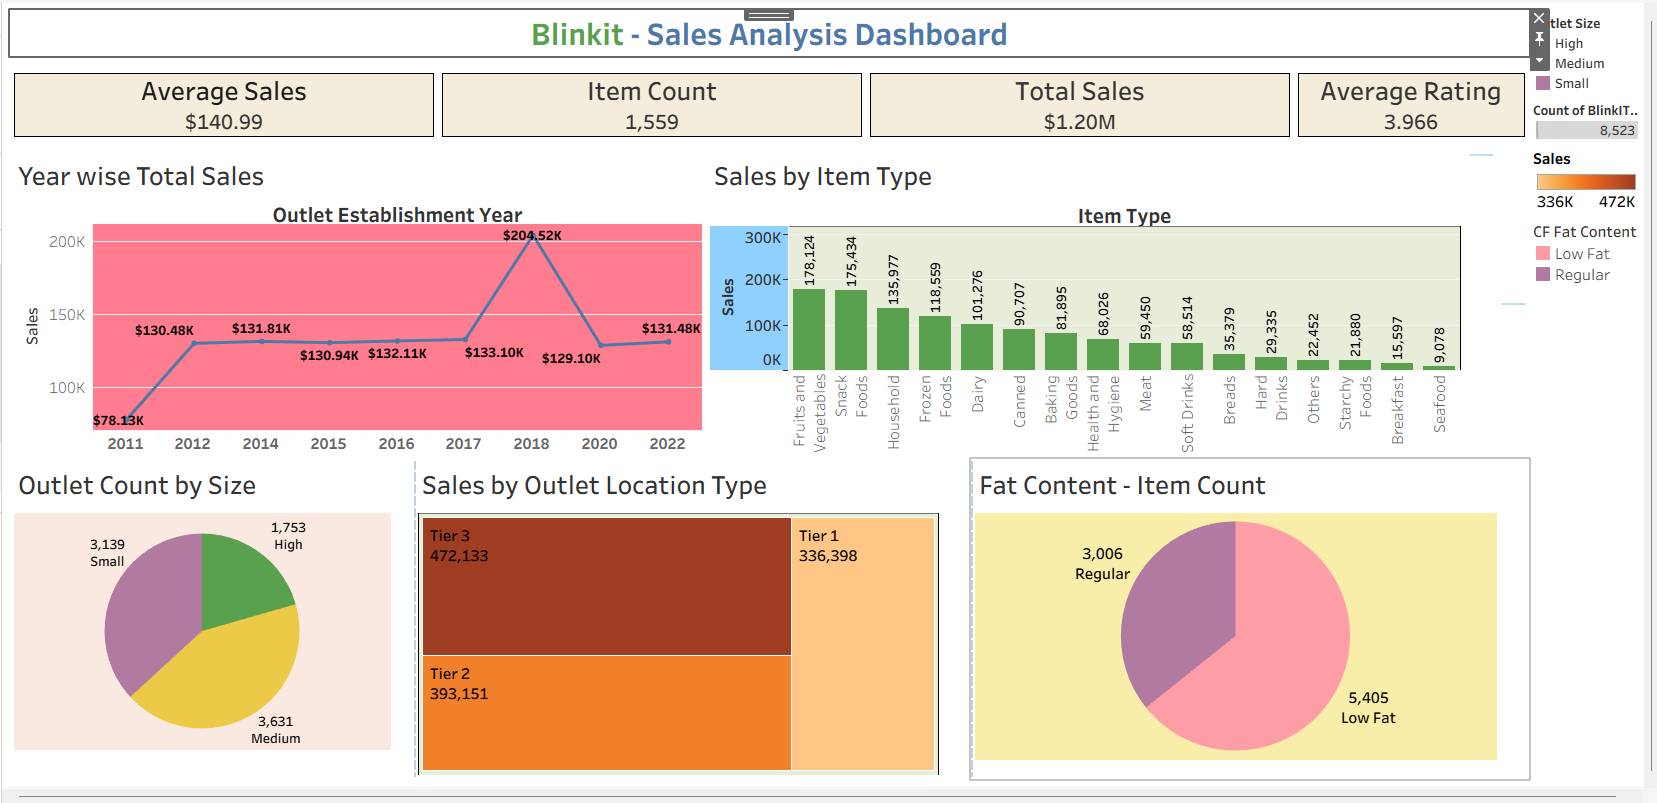 Blinkit - Sales Analysis Dashboard
Average Sales
$140.99
Item Count
1,559
Total Sales
$1.20M
Average Rating
3.966
Year wise Total Sales
Outlet Establishment Year
Sales
200K
150K
100K
$78.13K
$130.48K
$131.81K
$130.94K
$132.11K
$133.10K
$204.52K
$129.10K
$131.48K
2011
2012
2014
2015
2016
2017
2018
2020
2022
Sales by Item Type
Item Type
Sales
300K
200K
100K
0K
178,124
175,434
135,977
118,559
101,276
90,707
81,895
68,026
59,450
58,514
35,379
29,335
22,452
21,880
15,597
9,078
Fruits and
Vegetables
Snack
Foods
Household
Frozen
Foods
Dairy
Canned
Baking
Goods
Health and
Hygiene
Meat
Soft Drinks
Breads
Hard
Drinks
Others
Starchy
Foods
Breakfast
Seafood
Outlet Count by Size
1,753
High
3,139
Small
3,631
Medium
Sales by Outlet Location Type
Tier 3
472,133
Tier 1
336,398
Tier 2
393,151
Fat Content - Item Count
3,006
Regular
5,405
Low Fat
tlet Size
High
Medium
Small
Count of BlinkIT..
8,523
Sales
336K 472K
CF Fat Content
Low Fat
Regular